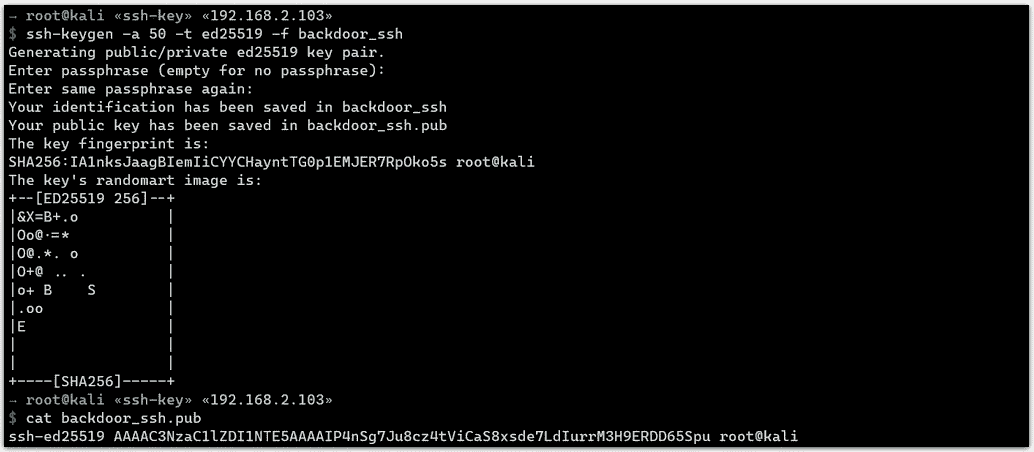 → root@kali «ssh-key» «192.168.2.103»
$ ssh-keygen -a 50 -t ed25519 -f backdoor_ssh
Generating public/private ed25519 key pair.
Enter passphrase (empty for no passphrase):
Enter same passphrase again:
Your identification has been saved in backdoor_ssh
Your public key has been saved in backdoor_ssh.pub
The key fingerprint is:
SHA256:IA1nksJaagBIemIiCYYCHayntTG0p1EMJER7RpOko5s root@kali
The key's randomart image is:
+--[ED25519 256]--+
|&X=B+.o          |
|Oo@·=*           |
|O@.*. o          |
|O+@ .. .         |
|o+ B    S        |
|.oo              |
|E                |
|                 |
|                 |
+----[SHA256]-----+
→ root@kali «ssh-key» «192.168.2.103»
$ cat backdoor_ssh.pub
ssh-ed25519 AAAAC3NzaC1lZDI1NTE5AAAAIP4nSg7Ju8cz4tViCaS8xsde7LdIurrM3H9ERDD65Spu root@kali